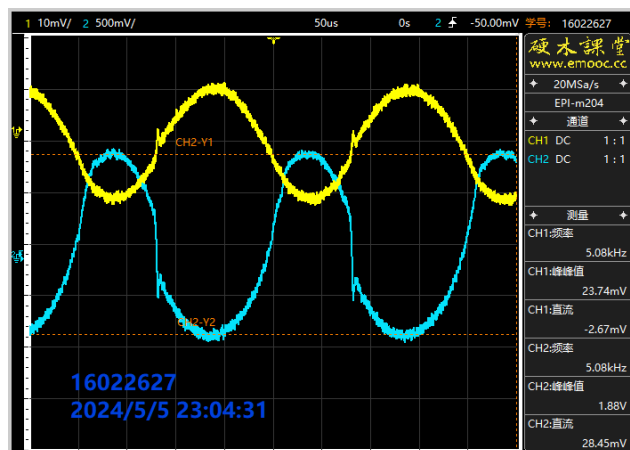 1 10mV/ 2 500mV/ 50us 0s 2 -50.00mV 学号: 16022627
硬木課堂
www.emooc.cc
20MSa/s
EPI-m204
通道
CH1 DC 1 : 1
CH2 DC 1 : 1
测量
CH1:频率
5.08kHz
CH1:峰峰值
23.74mV
CH1:直流
-2.67mV
CH2:频率
5.08kHz
CH2:峰峰值
1.88V
CH2:直流
28.45mV
CH2-Y1
CH2-Y2
16022627
2024/5/5 23:04:31